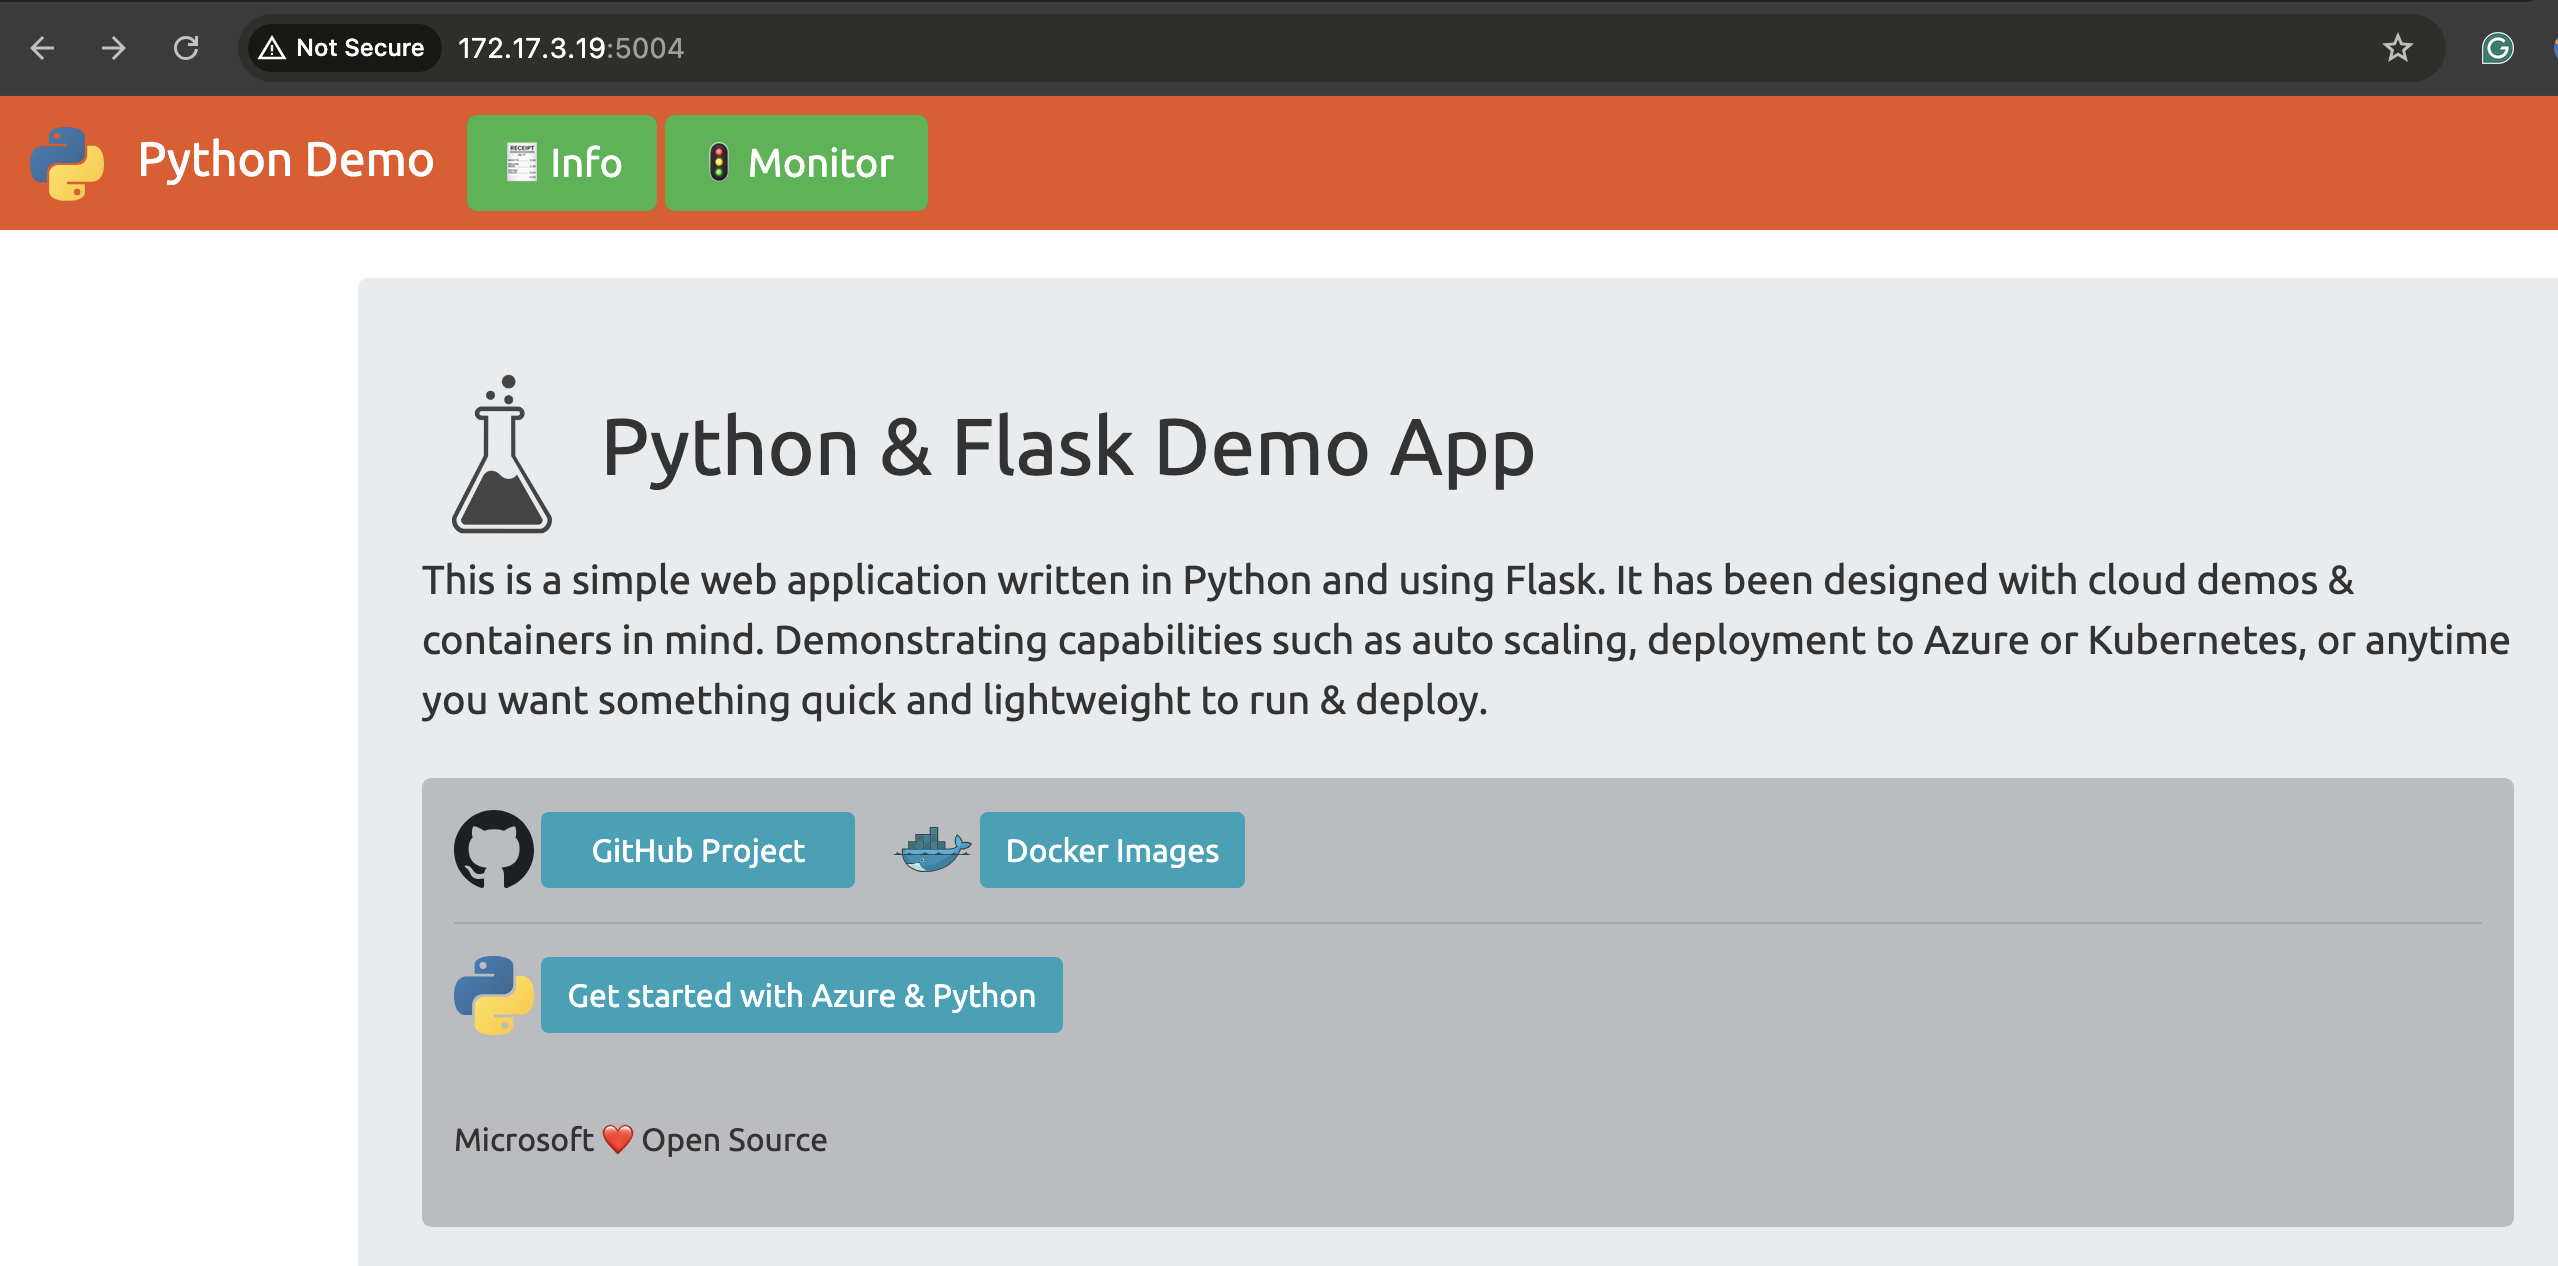 Not Secure 172.17.3.19:5004
Python Demo Info Monitor
Python & Flask Demo App
This is a simple web application written in Python and using Flask. It has been designed with cloud demos &
containers in mind. Demonstrating capabilities such as auto scaling, deployment to Azure or Kubernetes, or anytime
you want something quick and lightweight to run & deploy.
GitHub Project Docker Images
Get started with Azure & Python
Microsoft ❤️ Open Source